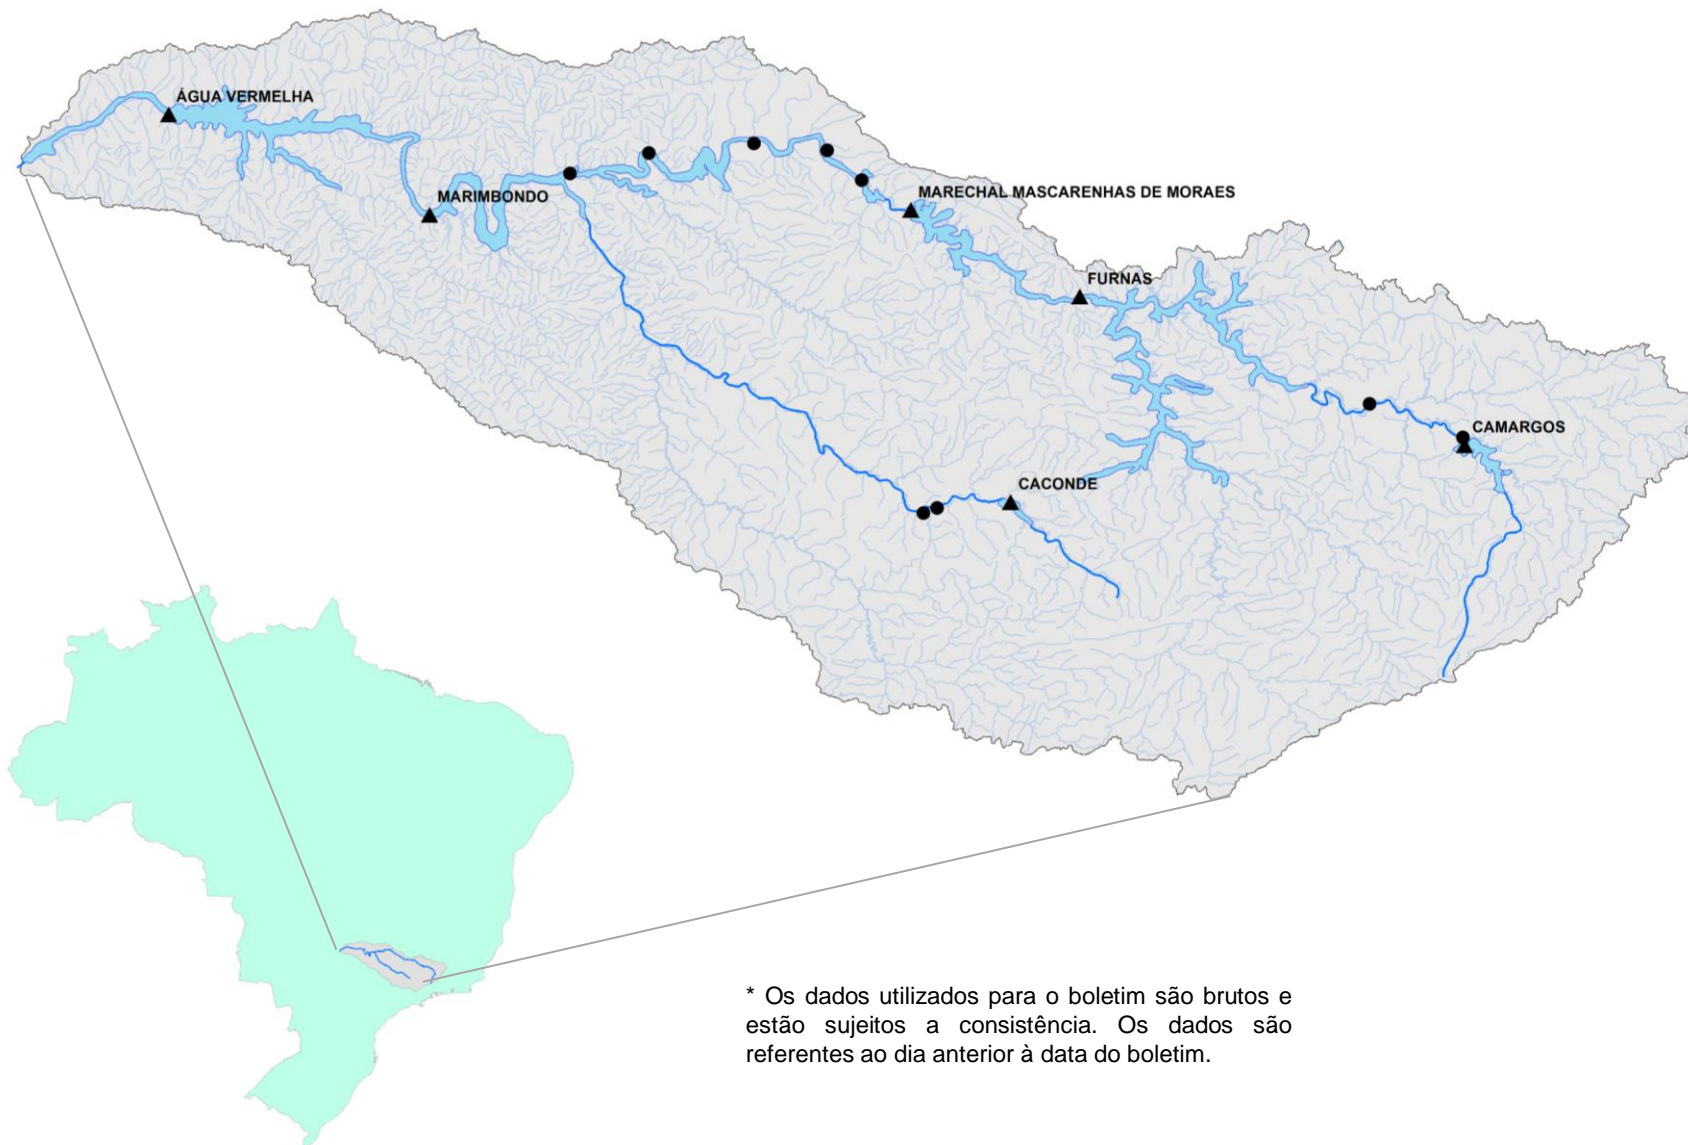 ÁGUA VERMELHA
MARIMBONDO
MARECHAL MASCARENHAS DE MORAES
FURNAS
CAMARGOS
CACONDE
* Os dados utilizados para o boletim são brutos e
estão sujeitos a consistência. Os dados são
referentes ao dia anterior à data do boletim.